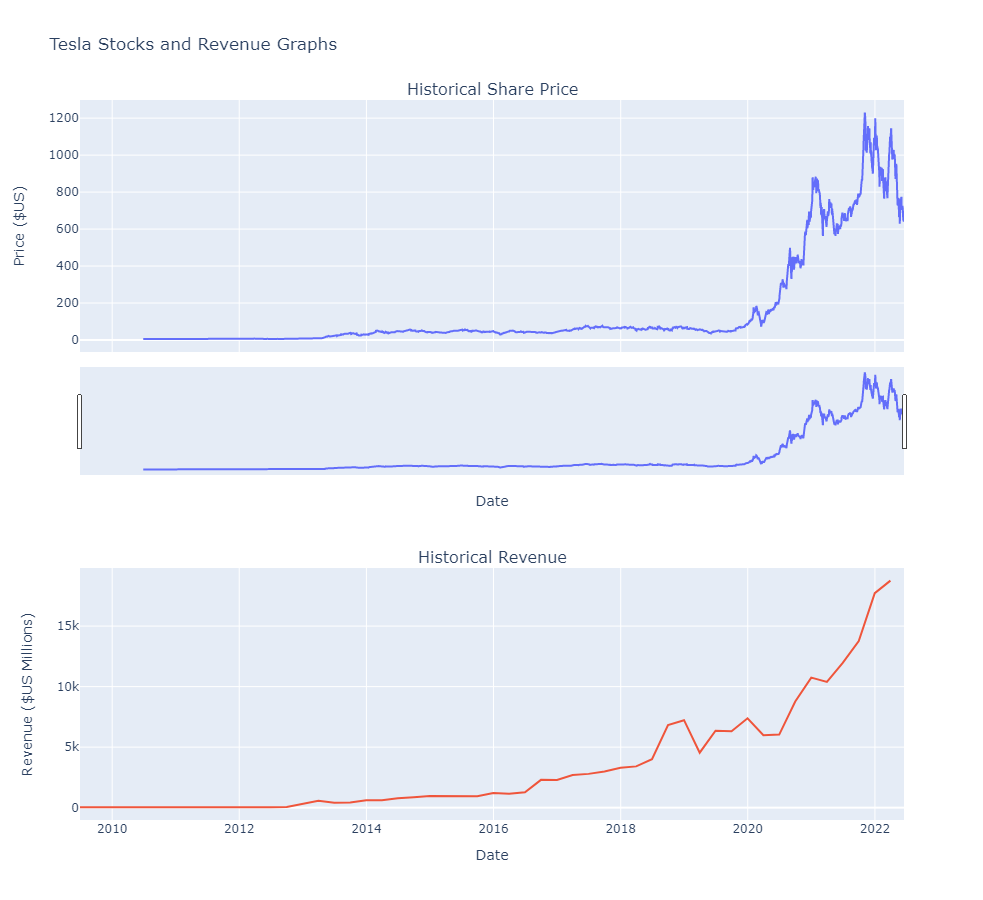 Tesla Stocks and Revenue Graphs
Historical Share Price
Price ($US)
1200
1000
800
600
400
200
0
Date
Historical Revenue
Revenue ($US Millions)
15k
10k
5k
0
2010 2012 2014 2016 2018 2020 2022
Date